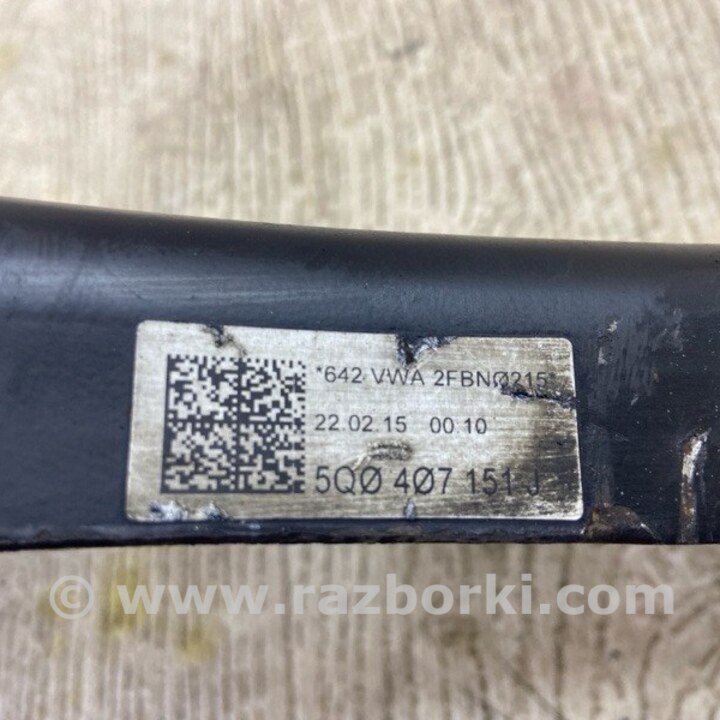 *642 VWA 2FBNØ215*
22.02.15 00.10
5QØ 4Ø7 151 J
© www.razborki.com